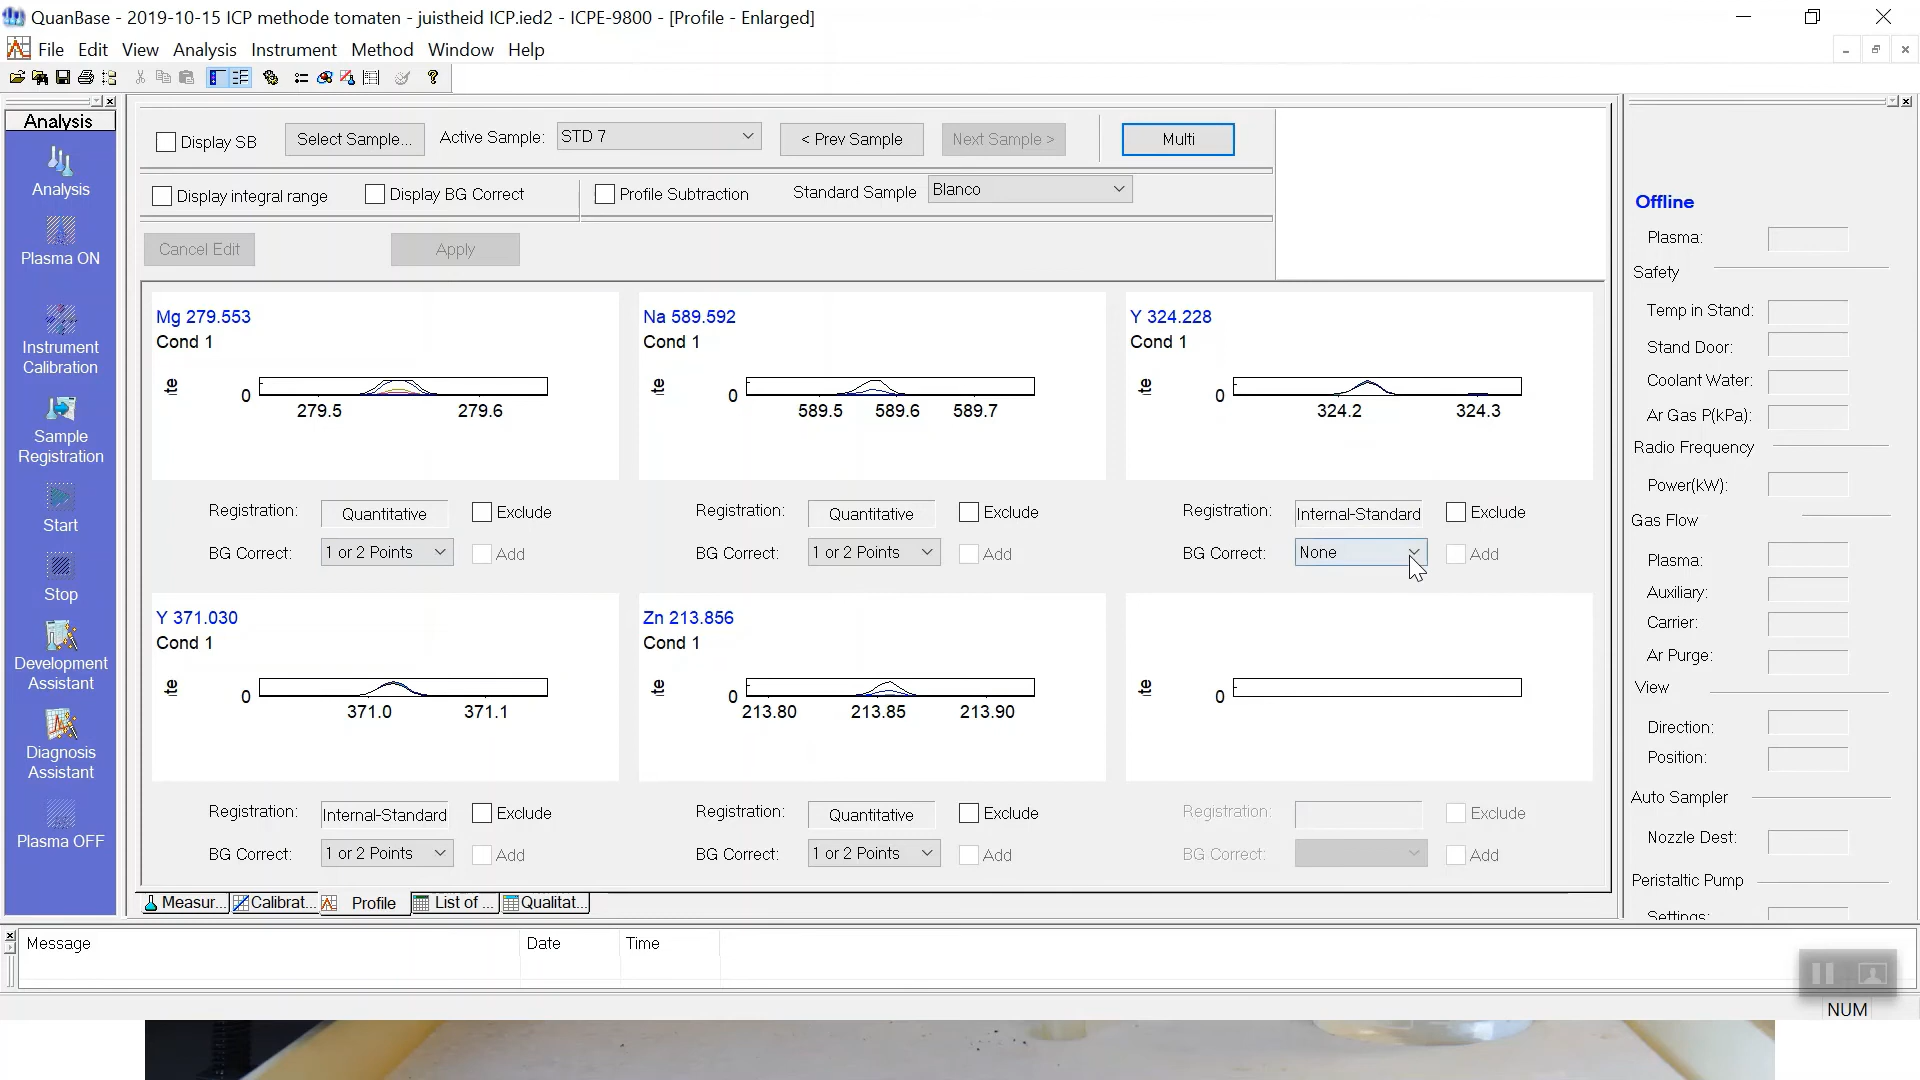 QuanBase - 2019-10-15 ICP methode tomaten - juistheid ICP.ied2 - ICPE-9800 - [Profile - Enlarged]
File Edit View Analysis Instrument Method Window Help
Analysis
Analysis
Plasma ON
Instrument
Calibration
Sample
Registration
Start
Stop
Development
Assistant
Diagnosis
Assistant
Plasma OFF
Display SB Select Sample... Active Sample: STD 7 < Prev Sample Next Sample > Multi
Display integral range Display BG Correct Profile Subtraction Standard Sample Blanco
Cancel Edit Apply
Mg 279.553
Cond 1
te 0
279.5 279.6
Registration: Quantitative Exclude
BG Correct: 1 or 2 Points Add
Na 589.592
Cond 1
te 0
589.5 589.6 589.7
Registration: Quantitative Exclude
BG Correct: 1 or 2 Points Add
Y 324.228
Cond 1
te 0
324.2 324.3
Registration: Internal-Standard Exclude
BG Correct: None Add
Y 371.030
Cond 1
te 0
371.0 371.1
Registration: Internal-Standard Exclude
BG Correct: 1 or 2 Points Add
Zn 213.856
Cond 1
te 0
213.80 213.85 213.90
Registration: Quantitative Exclude
BG Correct: 1 or 2 Points Add
te 0
Registration: Exclude
BG Correct: Add
Measur... Calibrat... Profile List of ... Qualitat...
Offline
Plasma:
Safety
Temp in Stand:
Stand Door:
Coolant Water:
Ar Gas P(kPa):
Radio Frequency
Power(kW):
Gas Flow
Plasma:
Auxiliary:
Carrier:
Ar Purge:
View
Direction:
Position:
Auto Sampler
Nozzle Dest:
Peristaltic Pump
Settings:
Message Date Time
NUM